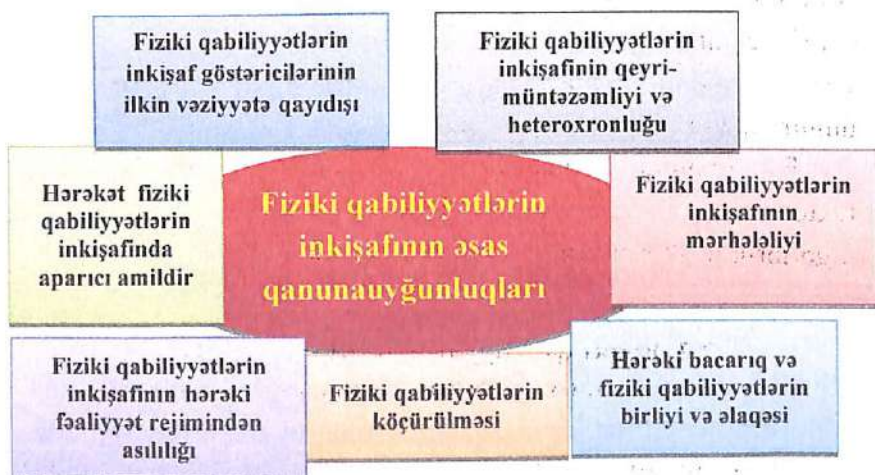 Fiziki qabiliyyətlərin
inkişaf göstəricilərinin
ilkin vəziyyətə qayıdışı
Fiziki qabiliyyətlərin
inkişafinın qeyri-
müntəzəmliyi və
heteroxronluğu
Hərəkət fiziki
qabiliyyətlərin
inkişafında
aparıcı amildir
Fiziki qabiliyyətlərin
inkişafının əsas
qanunauyğunluqları
Fiziki qabiliyyətlərin
inkişafının
mərhələliyi
Fiziki qabiliyyətlərin
inkişafinın hərəki
fəaliyyət rejimindən
asılılığı
Fiziki qabiliyyətlərin
köçürülməsi
Hərəki bacarıq və
fiziki qabiliyyətlərin
birliyi və əlaqəsi